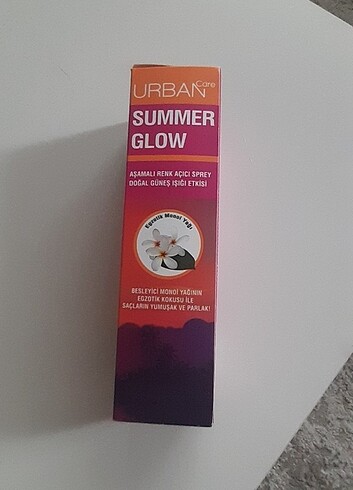 URBAN Care
SUMMER
GLOW
AŞAMALI RENK AÇICI SPREY
DOĞAL GÜNEŞ IŞIĞI ETKİSİ
Egzotik Monoi Yağı
BESLEYİCİ MONOİ YAĞININ
EGZOTİK KOKUSU İLE
SAÇLARIN YUMUŞAK VE PARLAK!